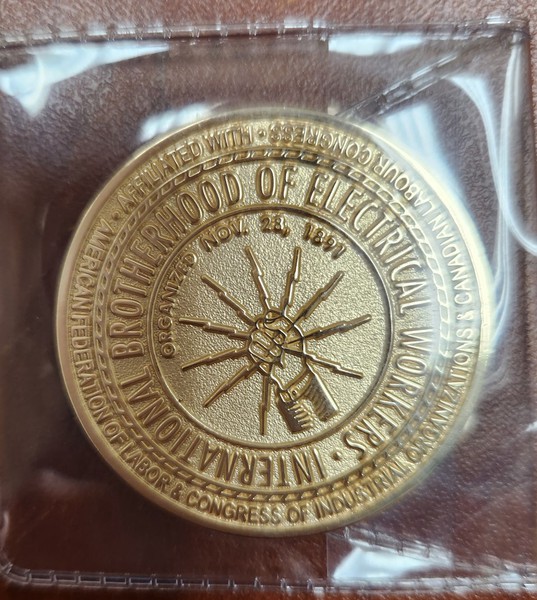 AFFILIATED WITH • AMERICAN FEDERATION OF LABOR & CONGRESS OF INDUSTRIAL ORGANIZATIONS & CANADIAN LABOUR CONGRESS •
INTERNATIONAL BROTHERHOOD OF ELECTRICAL WORKERS •
ORGANIZED NOV. 28, 1891